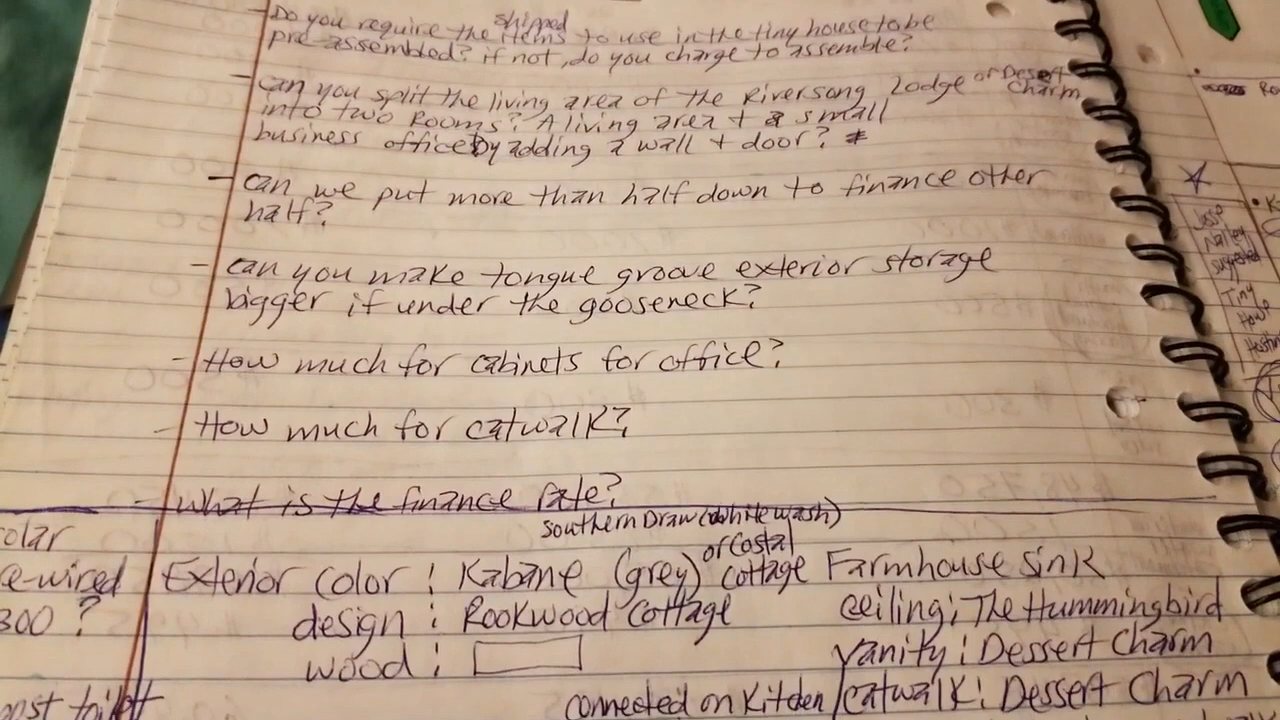 shipped
Do you require the items to use in the tiny house to be
pre-assembled? if not, do you charge to assemble?
- can you split the living area of the Riversong Lodge or Desert Charm
into two rooms? A living area + a small
business office by adding a wall + door? *
- can we put more than half down to finance other
half?
- can you make tongue groove exterior storage
bigger if under the gooseneck?
- How much for cabinets for office?
- How much for catwalk?
- What is the finance rate?
southern Draw (white wash)
or Costal
olar
e-wired
300 ?
Exterior color : Kabane (grey) cottage Farmhouse sink
design : Rookwood Cottage ceiling: The Hummingbird
wood : vanity : Dessert Charm
connected on Kitchen / catwalk: Dessert Charm
Jesse
Nalley
suggested
Tiny
House